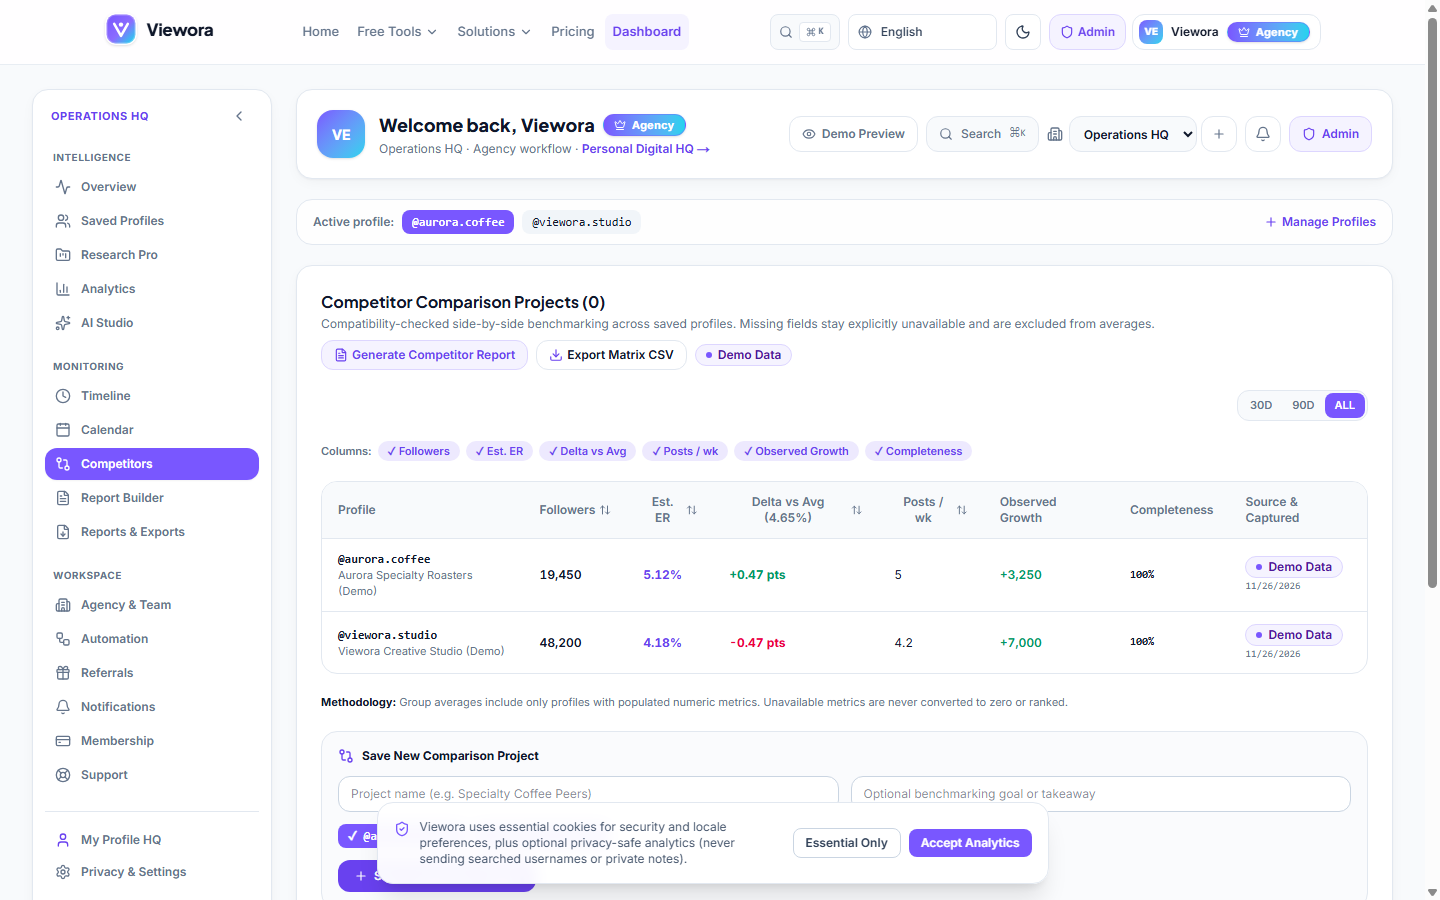 Viewora
Home
Free Tools
Solutions
Pricing
Dashboard
⌘ K
English
Admin
VE
Viewora
Agency
OPERATIONS HQ
INTELLIGENCE
Overview
Saved Profiles
Research Pro
Analytics
AI Studio
MONITORING
Timeline
Calendar
Competitors
Report Builder
Reports & Exports
WORKSPACE
Agency & Team
Automation
Referrals
Notifications
Membership
Support
My Profile HQ
Privacy & Settings
VE
Welcome back, Viewora
Agency
Operations HQ · Agency workflow · Personal Digital HQ →
Demo Preview
Search ⌘K
Operations HQ
Admin
Active profile:
@aurora.coffee
@viewora.studio
+ Manage Profiles
Competitor Comparison Projects (0)
Compatibility-checked side-by-side benchmarking across saved profiles. Missing fields stay explicitly unavailable and are excluded from averages.
Generate Competitor Report
Export Matrix CSV
Demo Data
30D
90D
ALL
Columns:
✓ Followers
✓ Est. ER
✓ Delta vs Avg
✓ Posts / wk
✓ Observed Growth
✓ Completeness
Profile
Followers
Est. ER
Delta vs Avg (4.65%)
Posts / wk
Observed Growth
Completeness
Source & Captured
@aurora.coffee
Aurora Specialty Roasters (Demo)
19,450
5.12%
+0.47 pts
5
+3,250
100%
Demo Data
11/26/2026
@viewora.studio
Viewora Creative Studio (Demo)
48,200
4.18%
-0.47 pts
4.2
+7,000
100%
Demo Data
11/26/2026
Methodology: Group averages include only profiles with populated numeric metrics. Unavailable metrics are never converted to zero or ranked.
Save New Comparison Project
Project name (e.g. Specialty Coffee Peers)
Optional benchmarking goal or takeaway
Viewora uses essential cookies for security and locale
preferences, plus optional privacy-safe analytics (never
sending searched usernames or private notes).
Essential Only
Accept Analytics